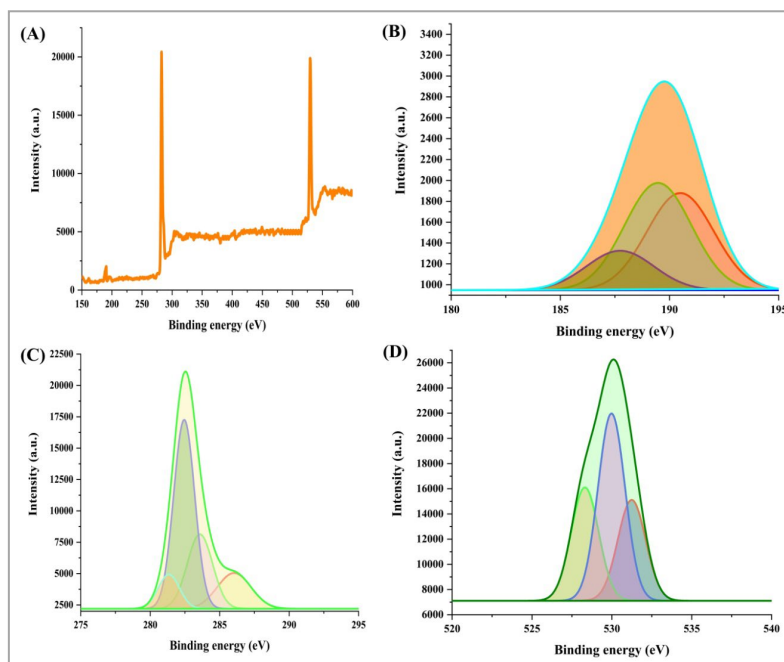 (A)
20000
15000
10000
5000
0
Intensity (a.u.)
150 200 250 300 350 400 450 500 550 600
Binding energy (eV)
(B)
3400
3200
3000
2800
2600
2400
2200
2000
1800
1600
1400
1200
1000
Intensity (a.u.)
180 185 190 195
Binding energy (eV)
(C)
22500
20000
17500
15000
12500
10000
7500
5000
2500
Intensity (a.u.)
275 280 285 290 295
Binding energy (eV)
(D)
26000
24000
22000
20000
18000
16000
14000
12000
10000
8000
6000
Intensity (a.u.)
520 525 530 535 540
Binding energy (eV)